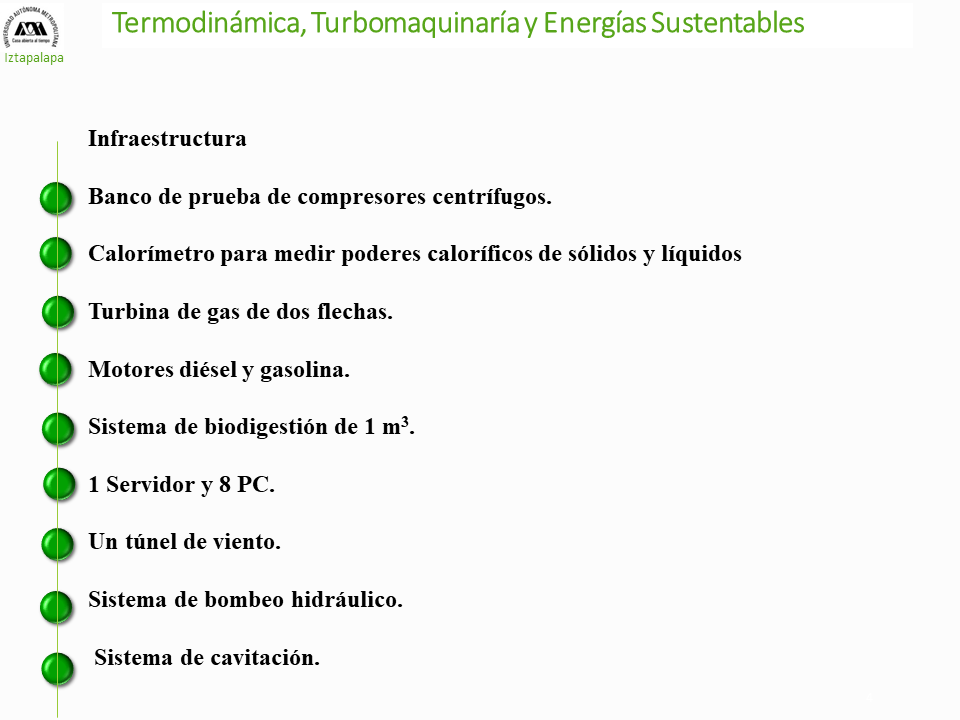 Termodinámica, Turbomaquinaría y Energías Sustentables
UNIVERSIDAD AUTÓNOMA METROPOLITANA
Casa abierta al tiempo
Iztapalapa
Infraestructura
Banco de prueba de compresores centrífugos.
Calorímetro para medir poderes caloríficos de sólidos y líquidos
Turbina de gas de dos flechas.
Motores diésel y gasolina.
Sistema de biodigestión de 1 m³.
1 Servidor y 8 PC.
Un túnel de viento.
Sistema de bombeo hidráulico.
Sistema de cavitación.